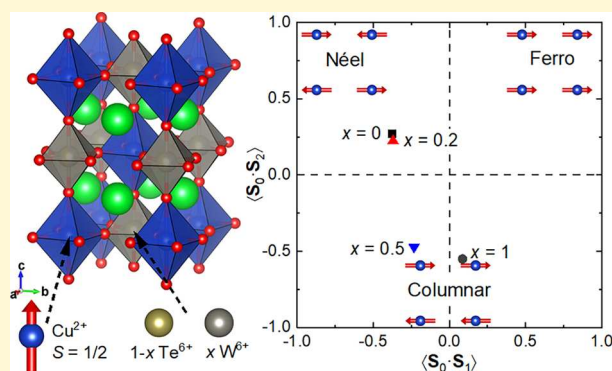 c
a
b
Cu²⁺
S = 1/2
1-x Te⁶⁺
x W⁶⁺
⟨S₀·S₂⟩
1.0
0.5
0.0
-0.5
-1.0
Néel
Ferro
x = 0
x = 0.2
x = 0.5
x = 1
Columnar
-1.0 -0.5 0.0 0.5 1.0
⟨S₀·S₁⟩